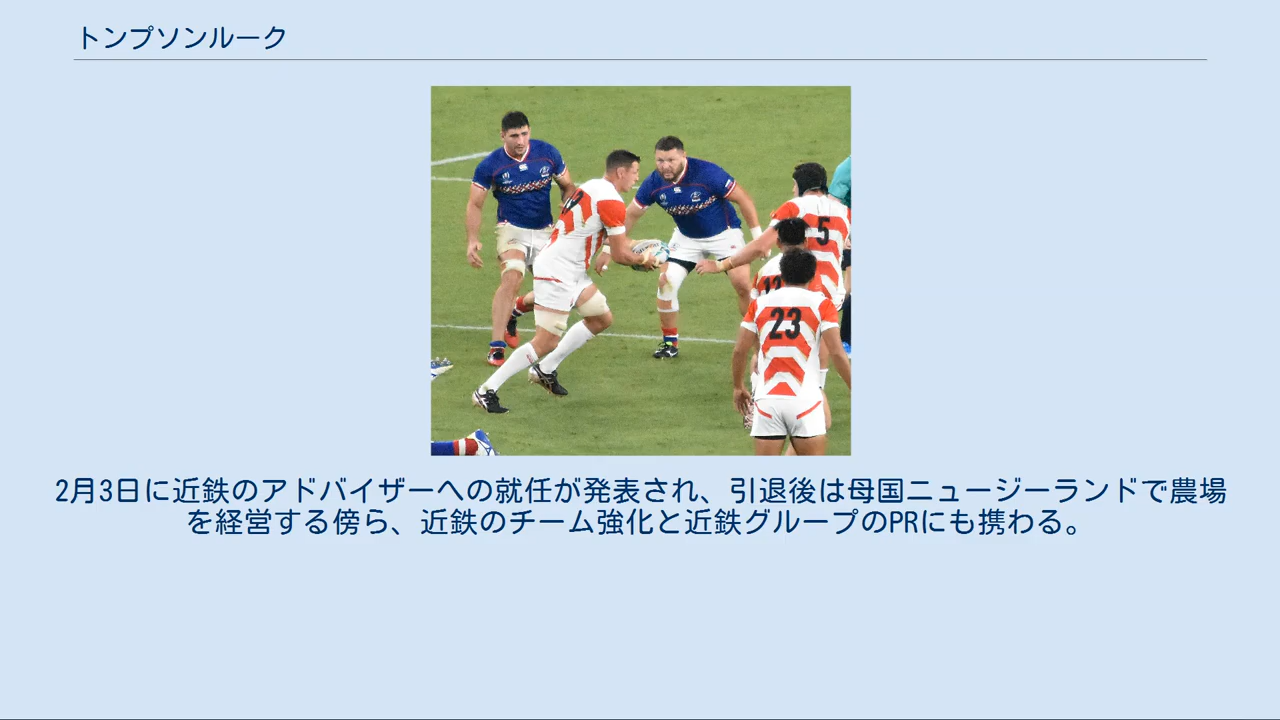 トンプソンルーク
5
12
23
2月3日に近鉄のアドバイザーへの就任が発表され、引退後は母国ニュージーランドで農場
を経営する傍ら、近鉄のチーム強化と近鉄グループのPRにも携わる。